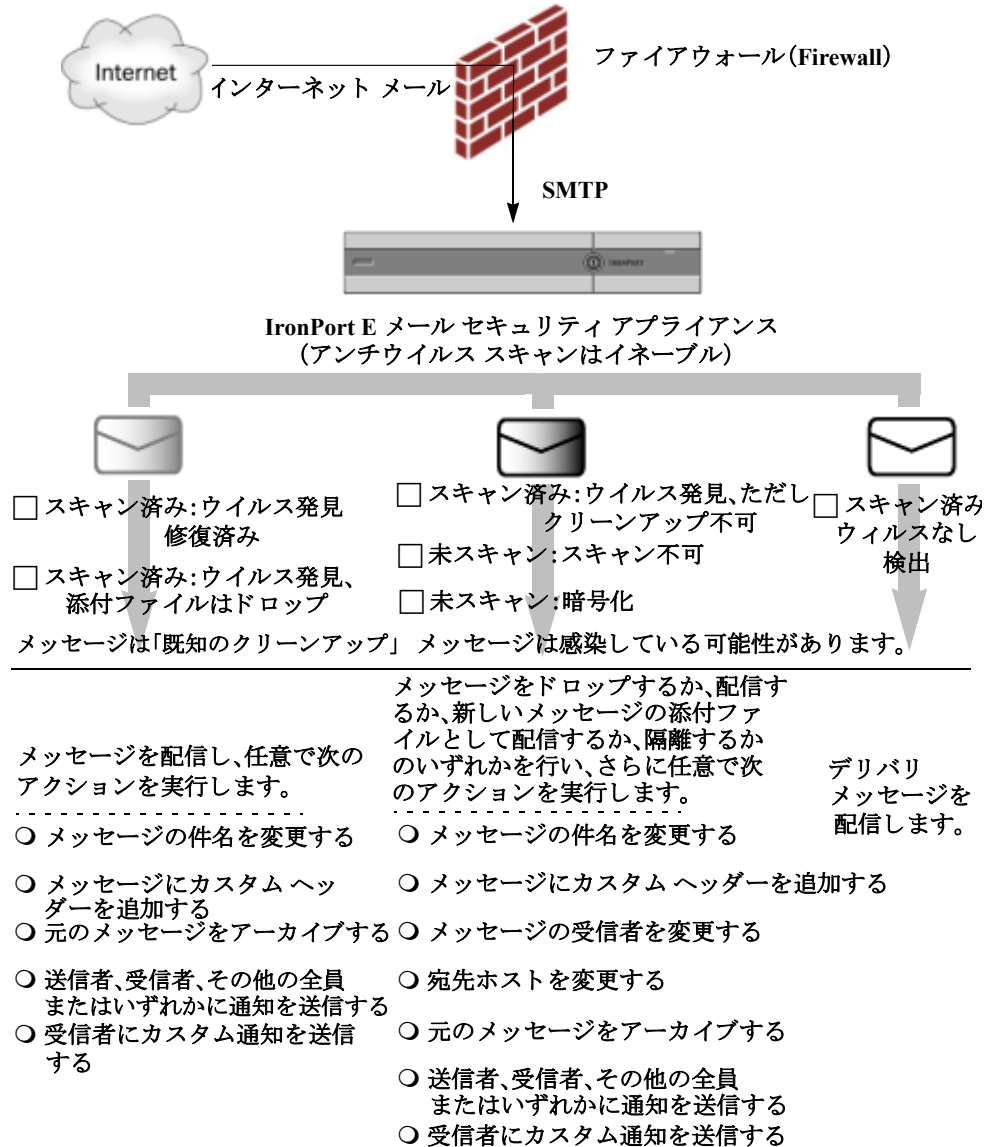 Internet
インターネット メール
ファイアウォール(Firewall)
SMTP
IRONPORT
IronPort E メール セキュリティ アプライアンス
(アンチウイルス スキャンはイネーブル)
スキャン済み:ウイルス発見
修復済み
スキャン済み:ウイルス発見、
添付ファイルはドロップ
メッセージは「既知のクリーンアップ」
スキャン済み:ウイルス発見、ただし
クリーンアップ不可
未スキャン:スキャン不可
未スキャン:暗号化
メッセージは感染している可能性があります。
スキャン済み
ウィルスなし
検出
メッセージを配信し、任意で次の
アクションを実行します。
メッセージの件名を変更する
メッセージにカスタム ヘッ
ダーを追加する
元のメッセージをアーカイブする
送信者、受信者、その他の全員
またはいずれかに通知を送信する
受信者にカスタム通知を送信
する
メッセージをドロップするか、配信す
るか、新しいメッセージの添付ファ
イルとして配信するか、隔離するか
のいずれかを行い、さらに任意で次
のアクションを実行します。
メッセージの件名を変更する
メッセージにカスタム ヘッダーを追加する
メッセージの受信者を変更する
宛先ホストを変更する
元のメッセージをアーカイブする
送信者、受信者、その他の全員
またはいずれかに通知を送信する
受信者にカスタム通知を送信する
デリバリ
メッセージを
配信します。